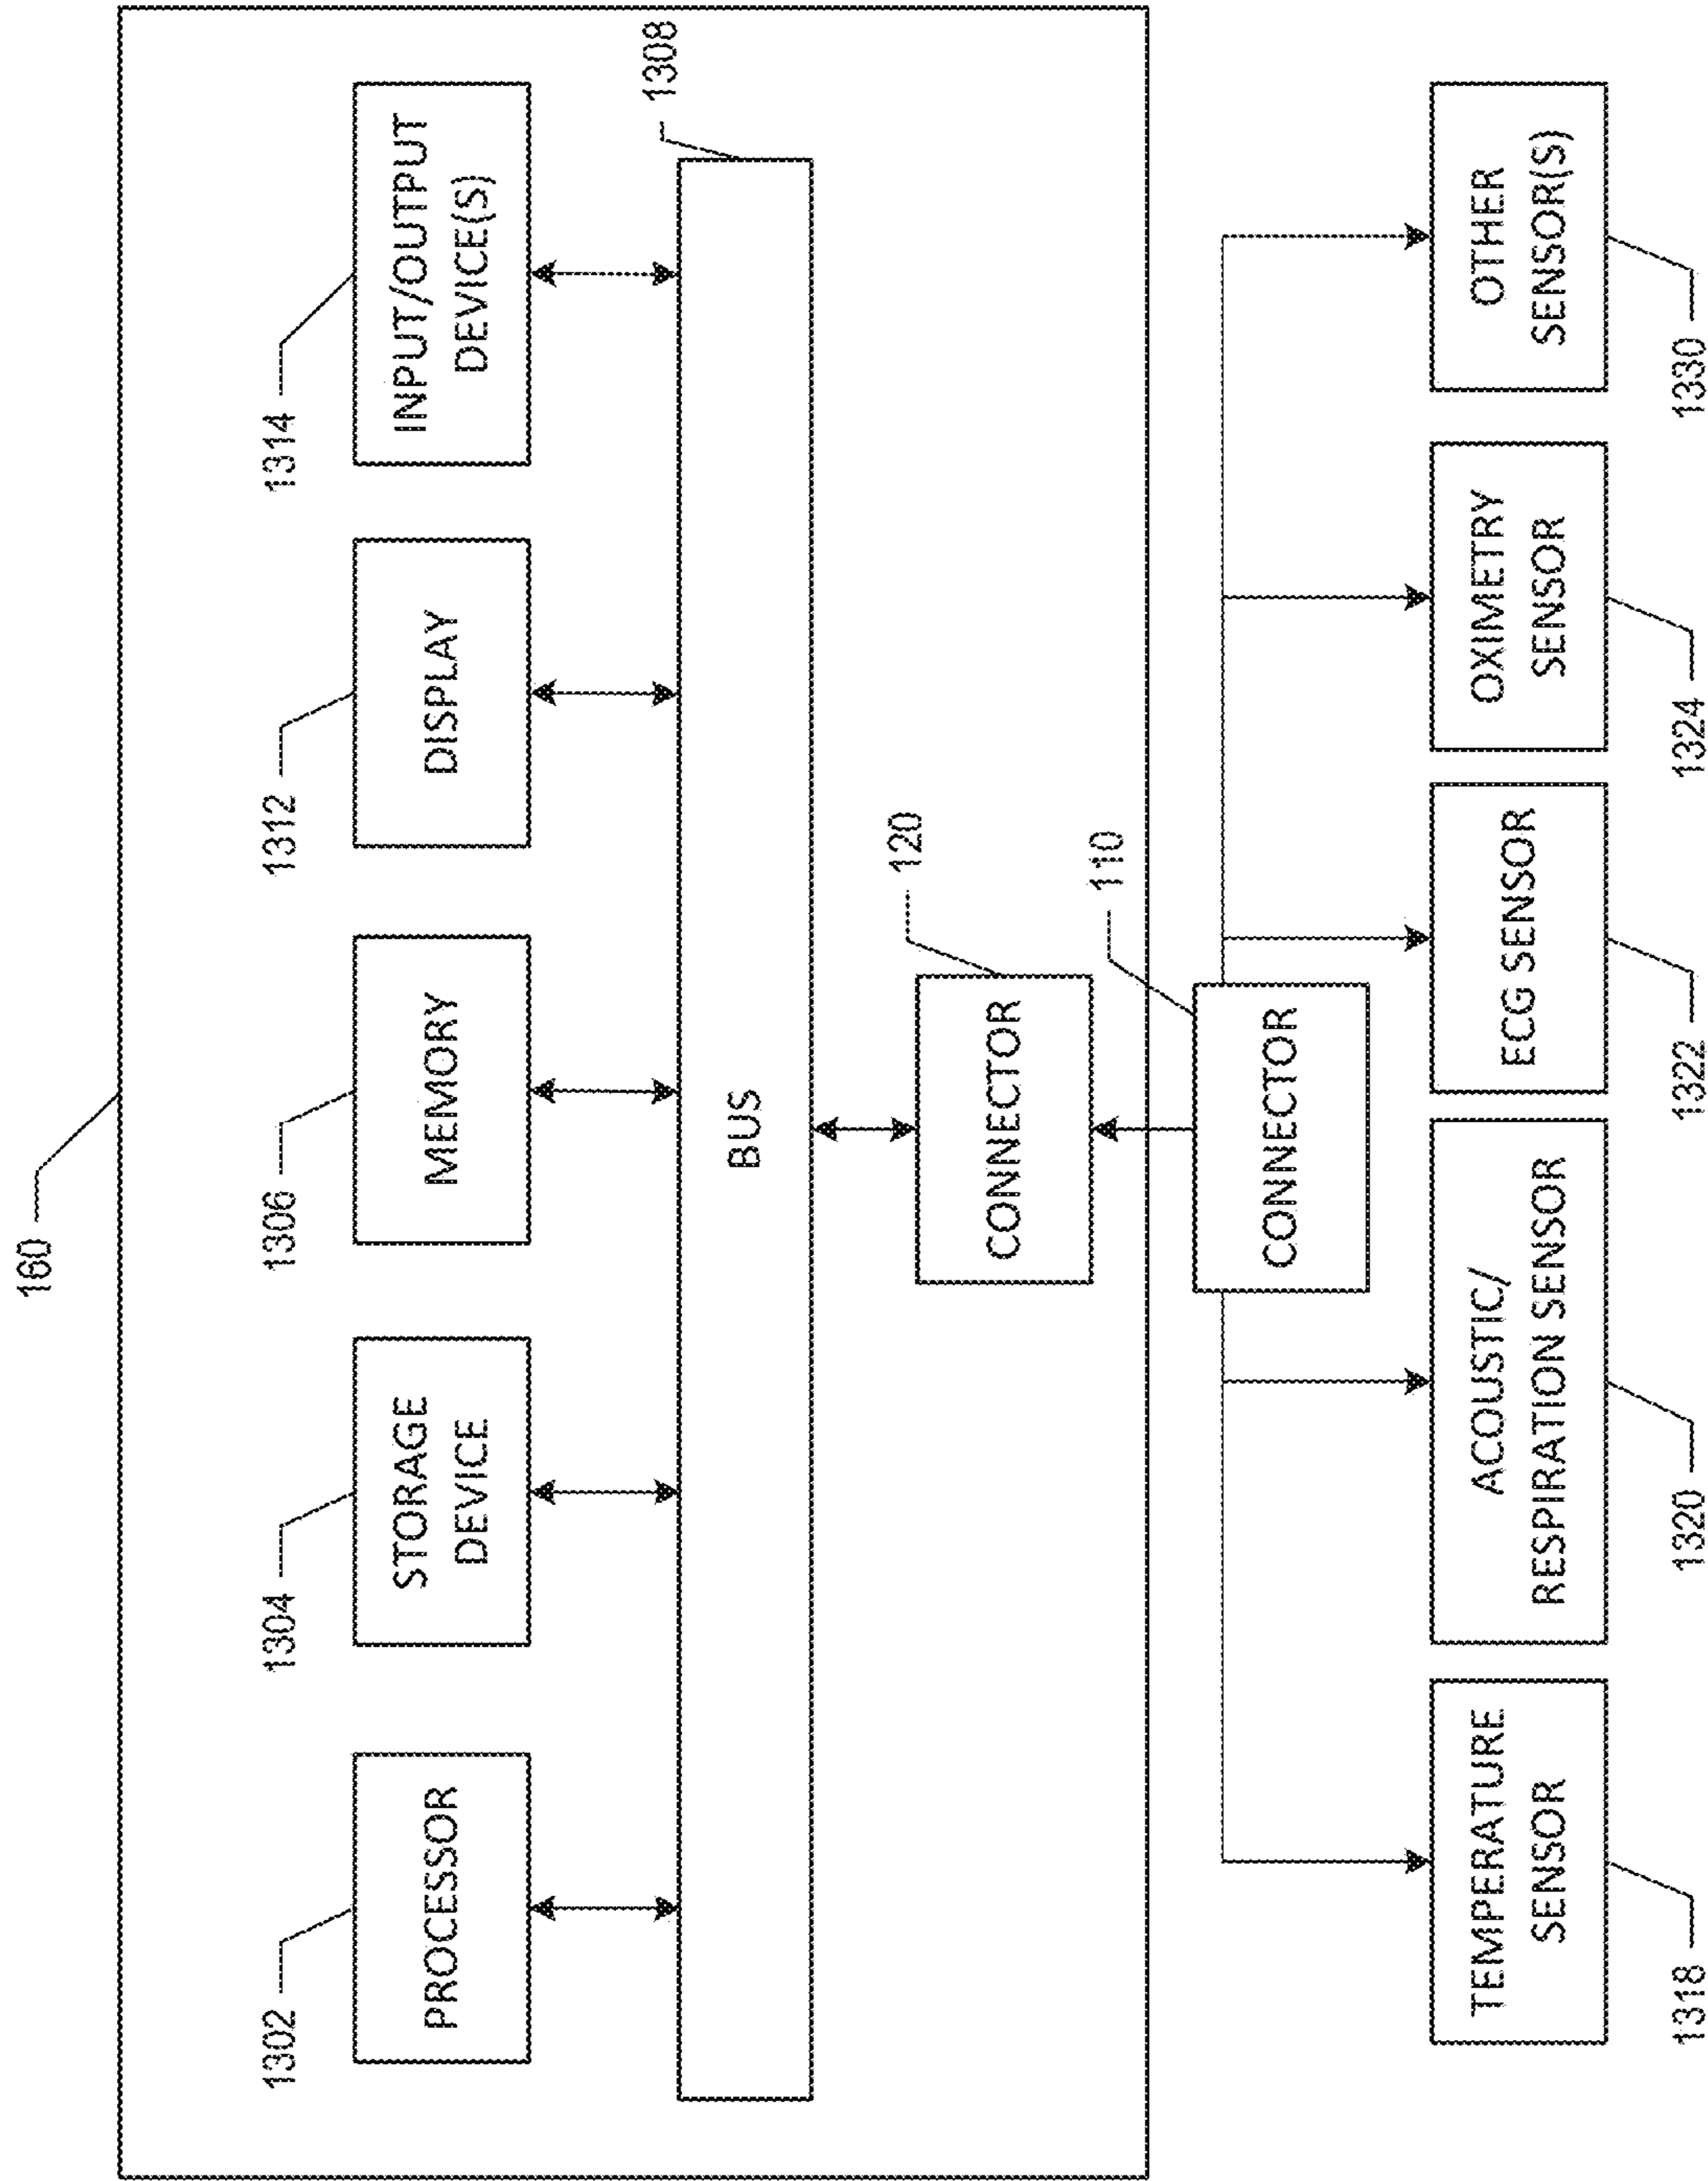 160
1302
1304
1306
1312
1314
PROCESSOR
STORAGE
DEVICE
MEMORY
DISPLAY
INPUT/OUTPUT
DEVICE(S)
1308
BUS
120
CONNECTOR
110
CONNECTOR
TEMPERATURE
SENSOR
ACOUSTIC/
RESPIRATION SENSOR
ECG SENSOR
OXIMETRY
SENSOR
OTHER
SENSOR(S)
1318
1320
1322
1324
1330